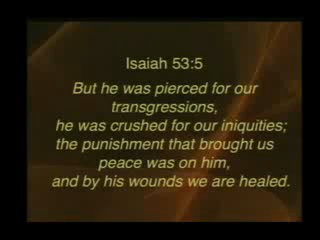 Isaiah 53:5
But he was pierced for our
transgressions,
he was crushed for our iniquities;
the punishment that brought us
peace was on him,
and by his wounds we are healed.